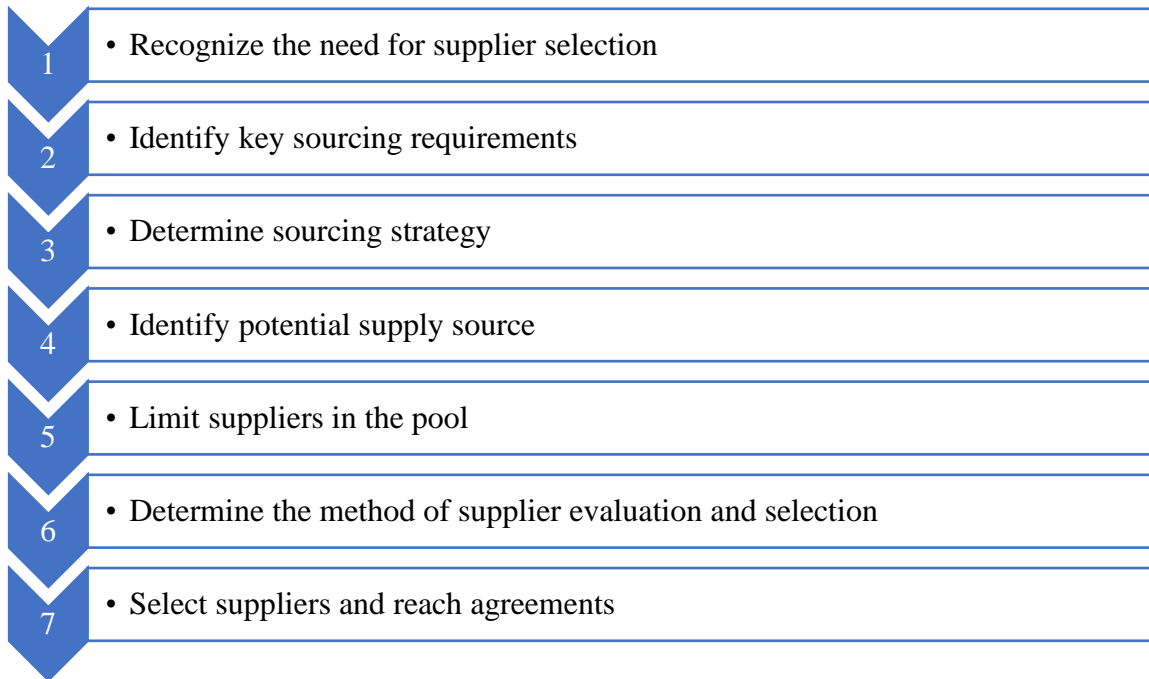 1
• Recognize the need for supplier selection
2
• Identify key sourcing requirements
3
• Determine sourcing strategy
4
• Identify potential supply source
5
• Limit suppliers in the pool
6
• Determine the method of supplier evaluation and selection
7
• Select suppliers and reach agreements